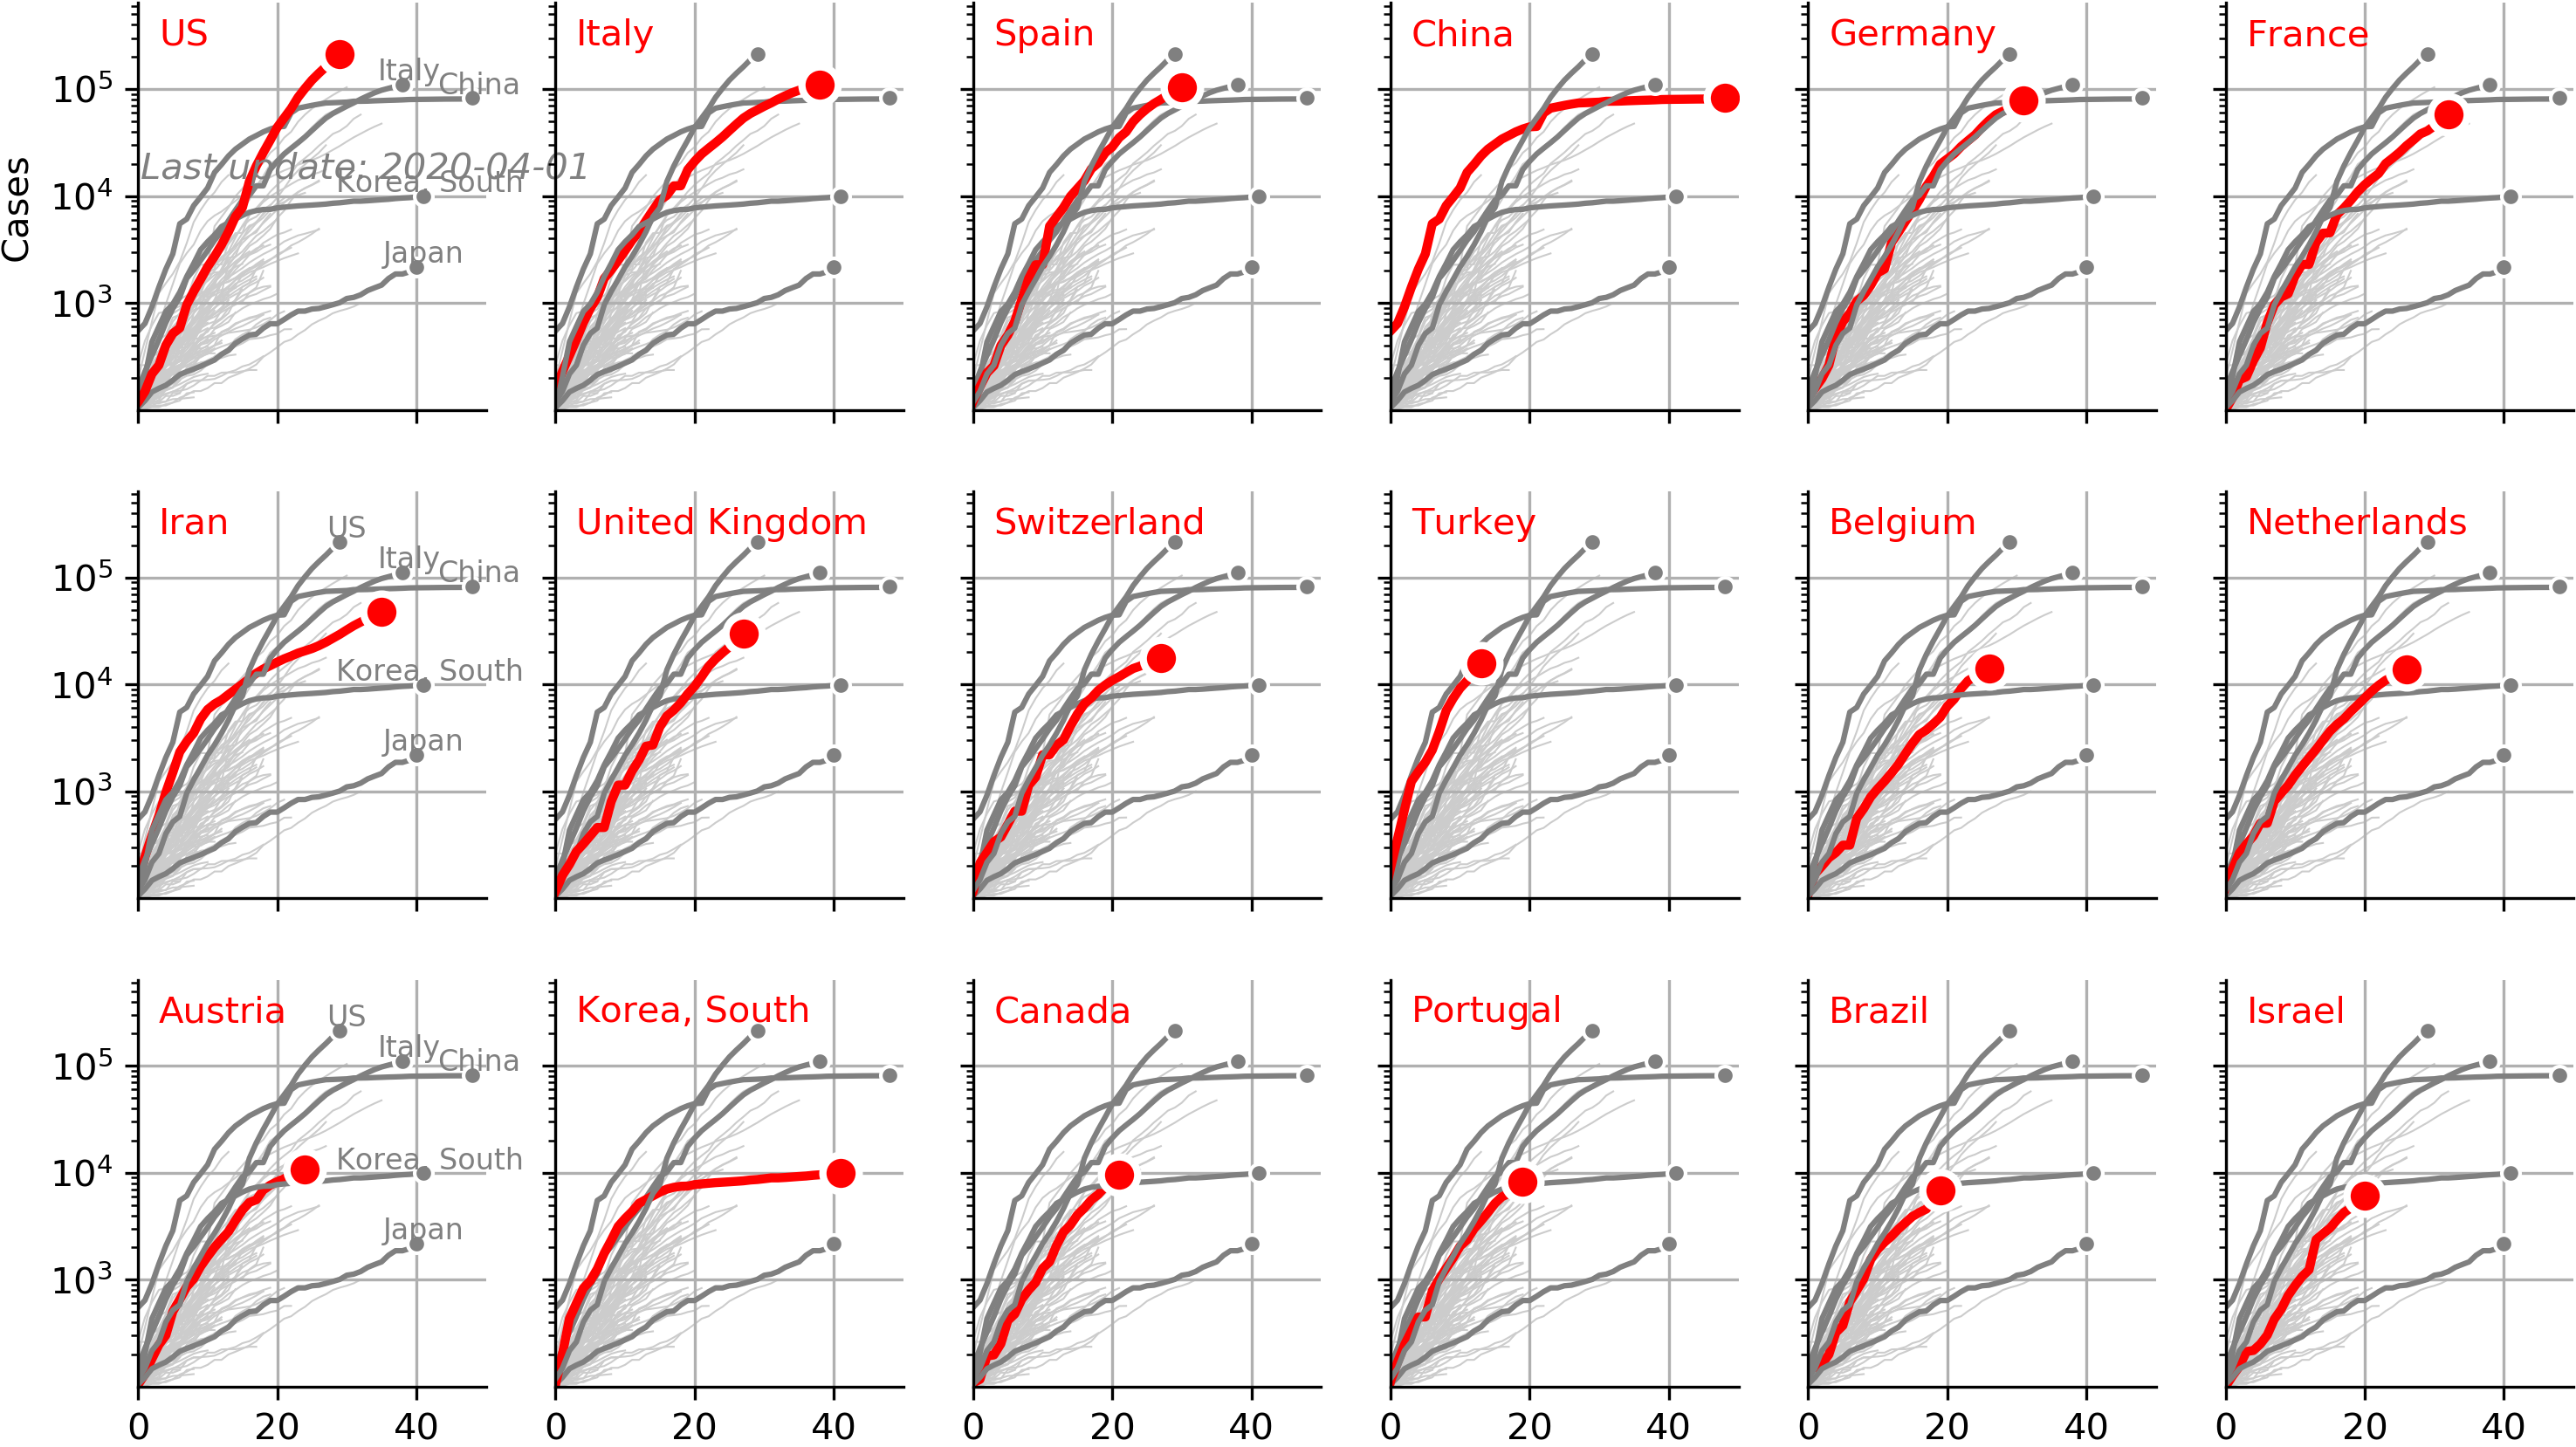 US Italy Spain China Germany France
Italy China
10⁵
Last update: 2020-04-01
Korea, South
10⁴
Cases
Japan
10³
Iran United Kingdom Switzerland Turkey Belgium Netherlands
US
Italy China
10⁵
Korea, South
10⁴
Japan
10³
Austria Korea, South Canada Portugal Brazil Israel
US
Italy China
10⁵
Korea, South
10⁴
Japan
10³
0 20 40 0 20 40 0 20 40 0 20 40 0 20 40 0 20 40